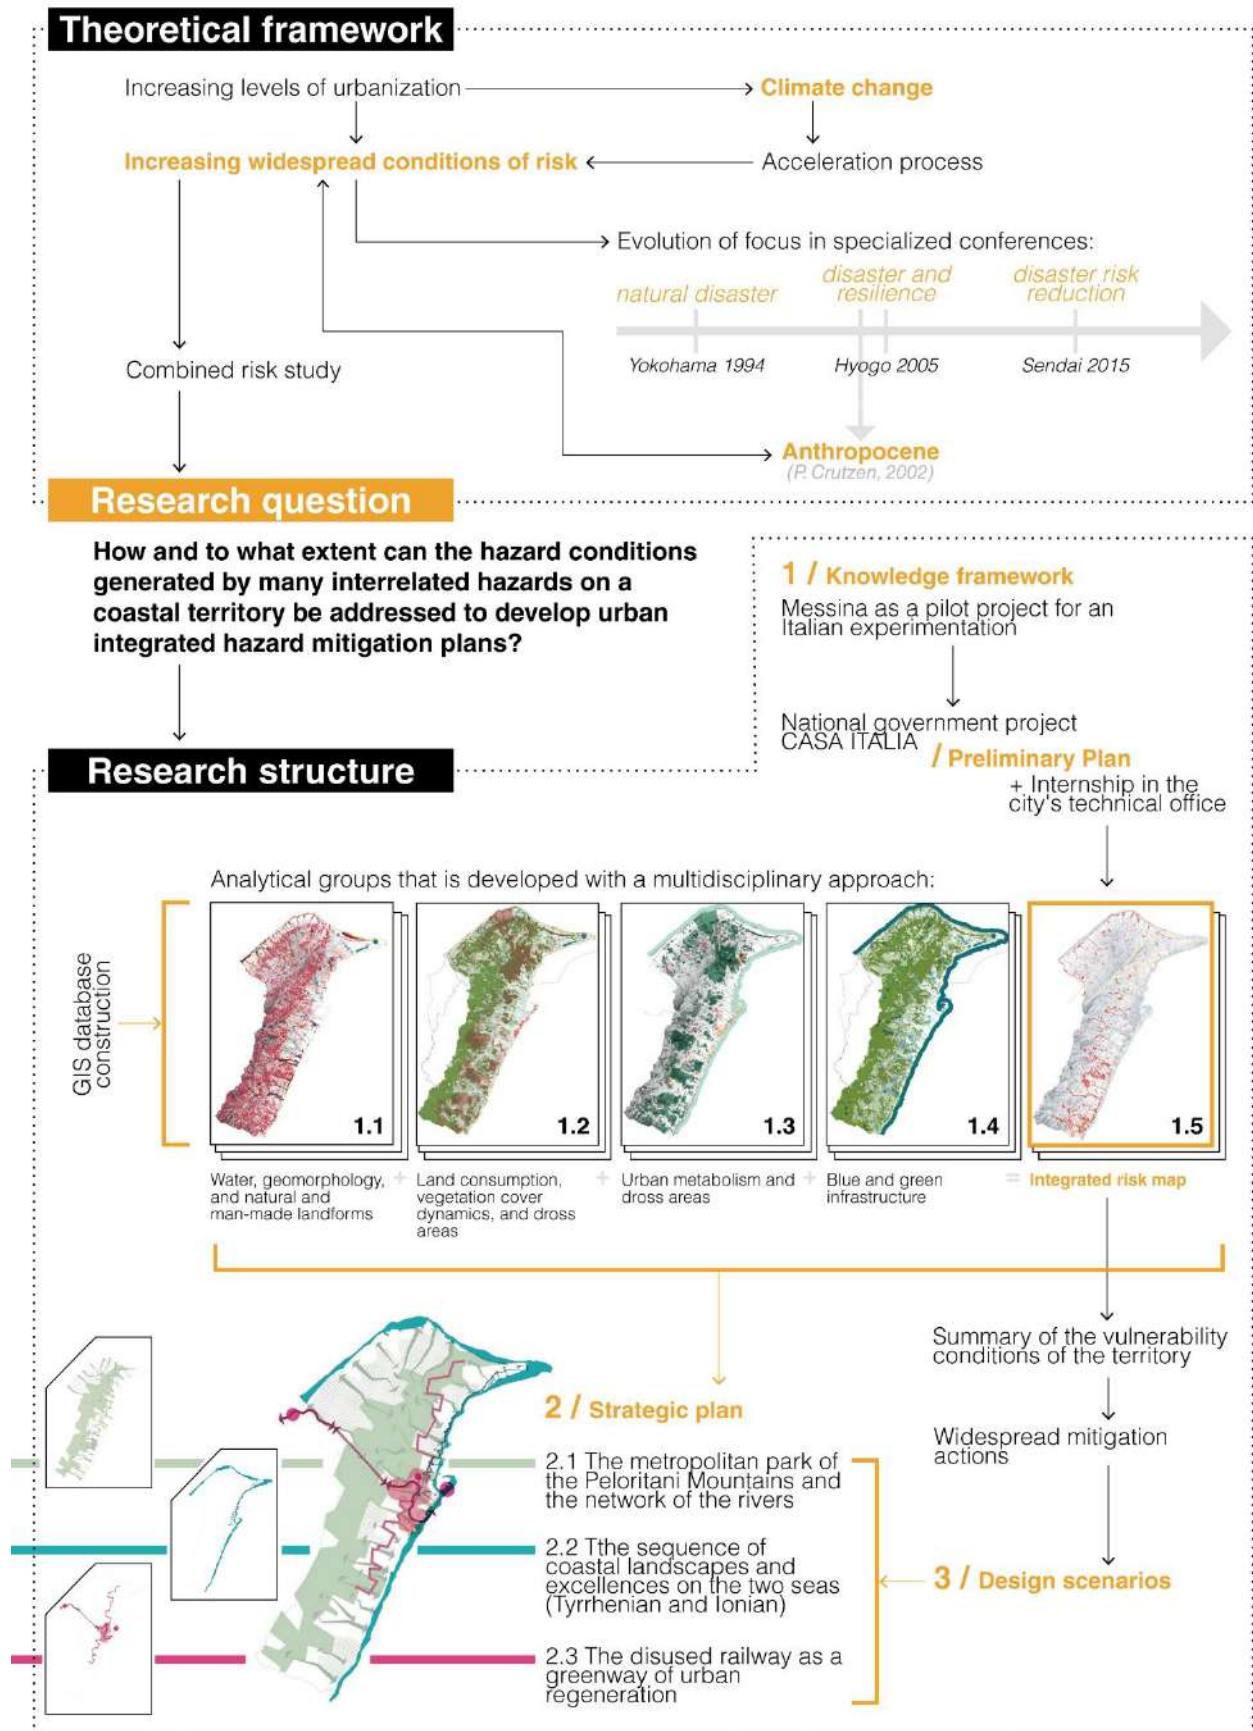 Theoretical framework
Increasing levels of urbanization
Climate change
Increasing widespread conditions of risk
Acceleration process
Evolution of focus in specialized conferences:
natural disaster
disaster and
resilience
disaster risk
reduction
Yokohama 1994
Hyogo 2005
Sendai 2015
Combined risk study
Anthropocene
(P. Crutzen, 2002)
Research question
How and to what extent can the hazard conditions
generated by many interrelated hazards on a
coastal territory be addressed to develop urban
integrated hazard mitigation plans?
1 / Knowledge framework
Messina as a pilot project for an
Italian experimentation
National government project
CASA ITALIA
/ Preliminary Plan
+ Internship in the
city's technical office
Research structure
Analytical groups that is developed with a multidisciplinary approach:
GIS database
construction
1.1
1.2
1.3
1.4
1.5
Water, geomorphology,
and natural and
man-made landforms
+
Land consumption,
vegetation cover
dynamics, and dross
areas
+
Urban metabolism and
dross areas
+
Blue and green
infrastructure
=
Integrated risk map
Summary of the vulnerability
conditions of the territory
Widespread mitigation
actions
2 / Strategic plan
2.1 The metropolitan park of
the Peloritani Mountains and
the network of the rivers
2.2 Tthe sequence of
coastal landscapes and
excellences on the two seas
(Tyrrhenian and Ionian)
2.3 The disused railway as a
greenway of urban
regeneration
3 / Design scenarios